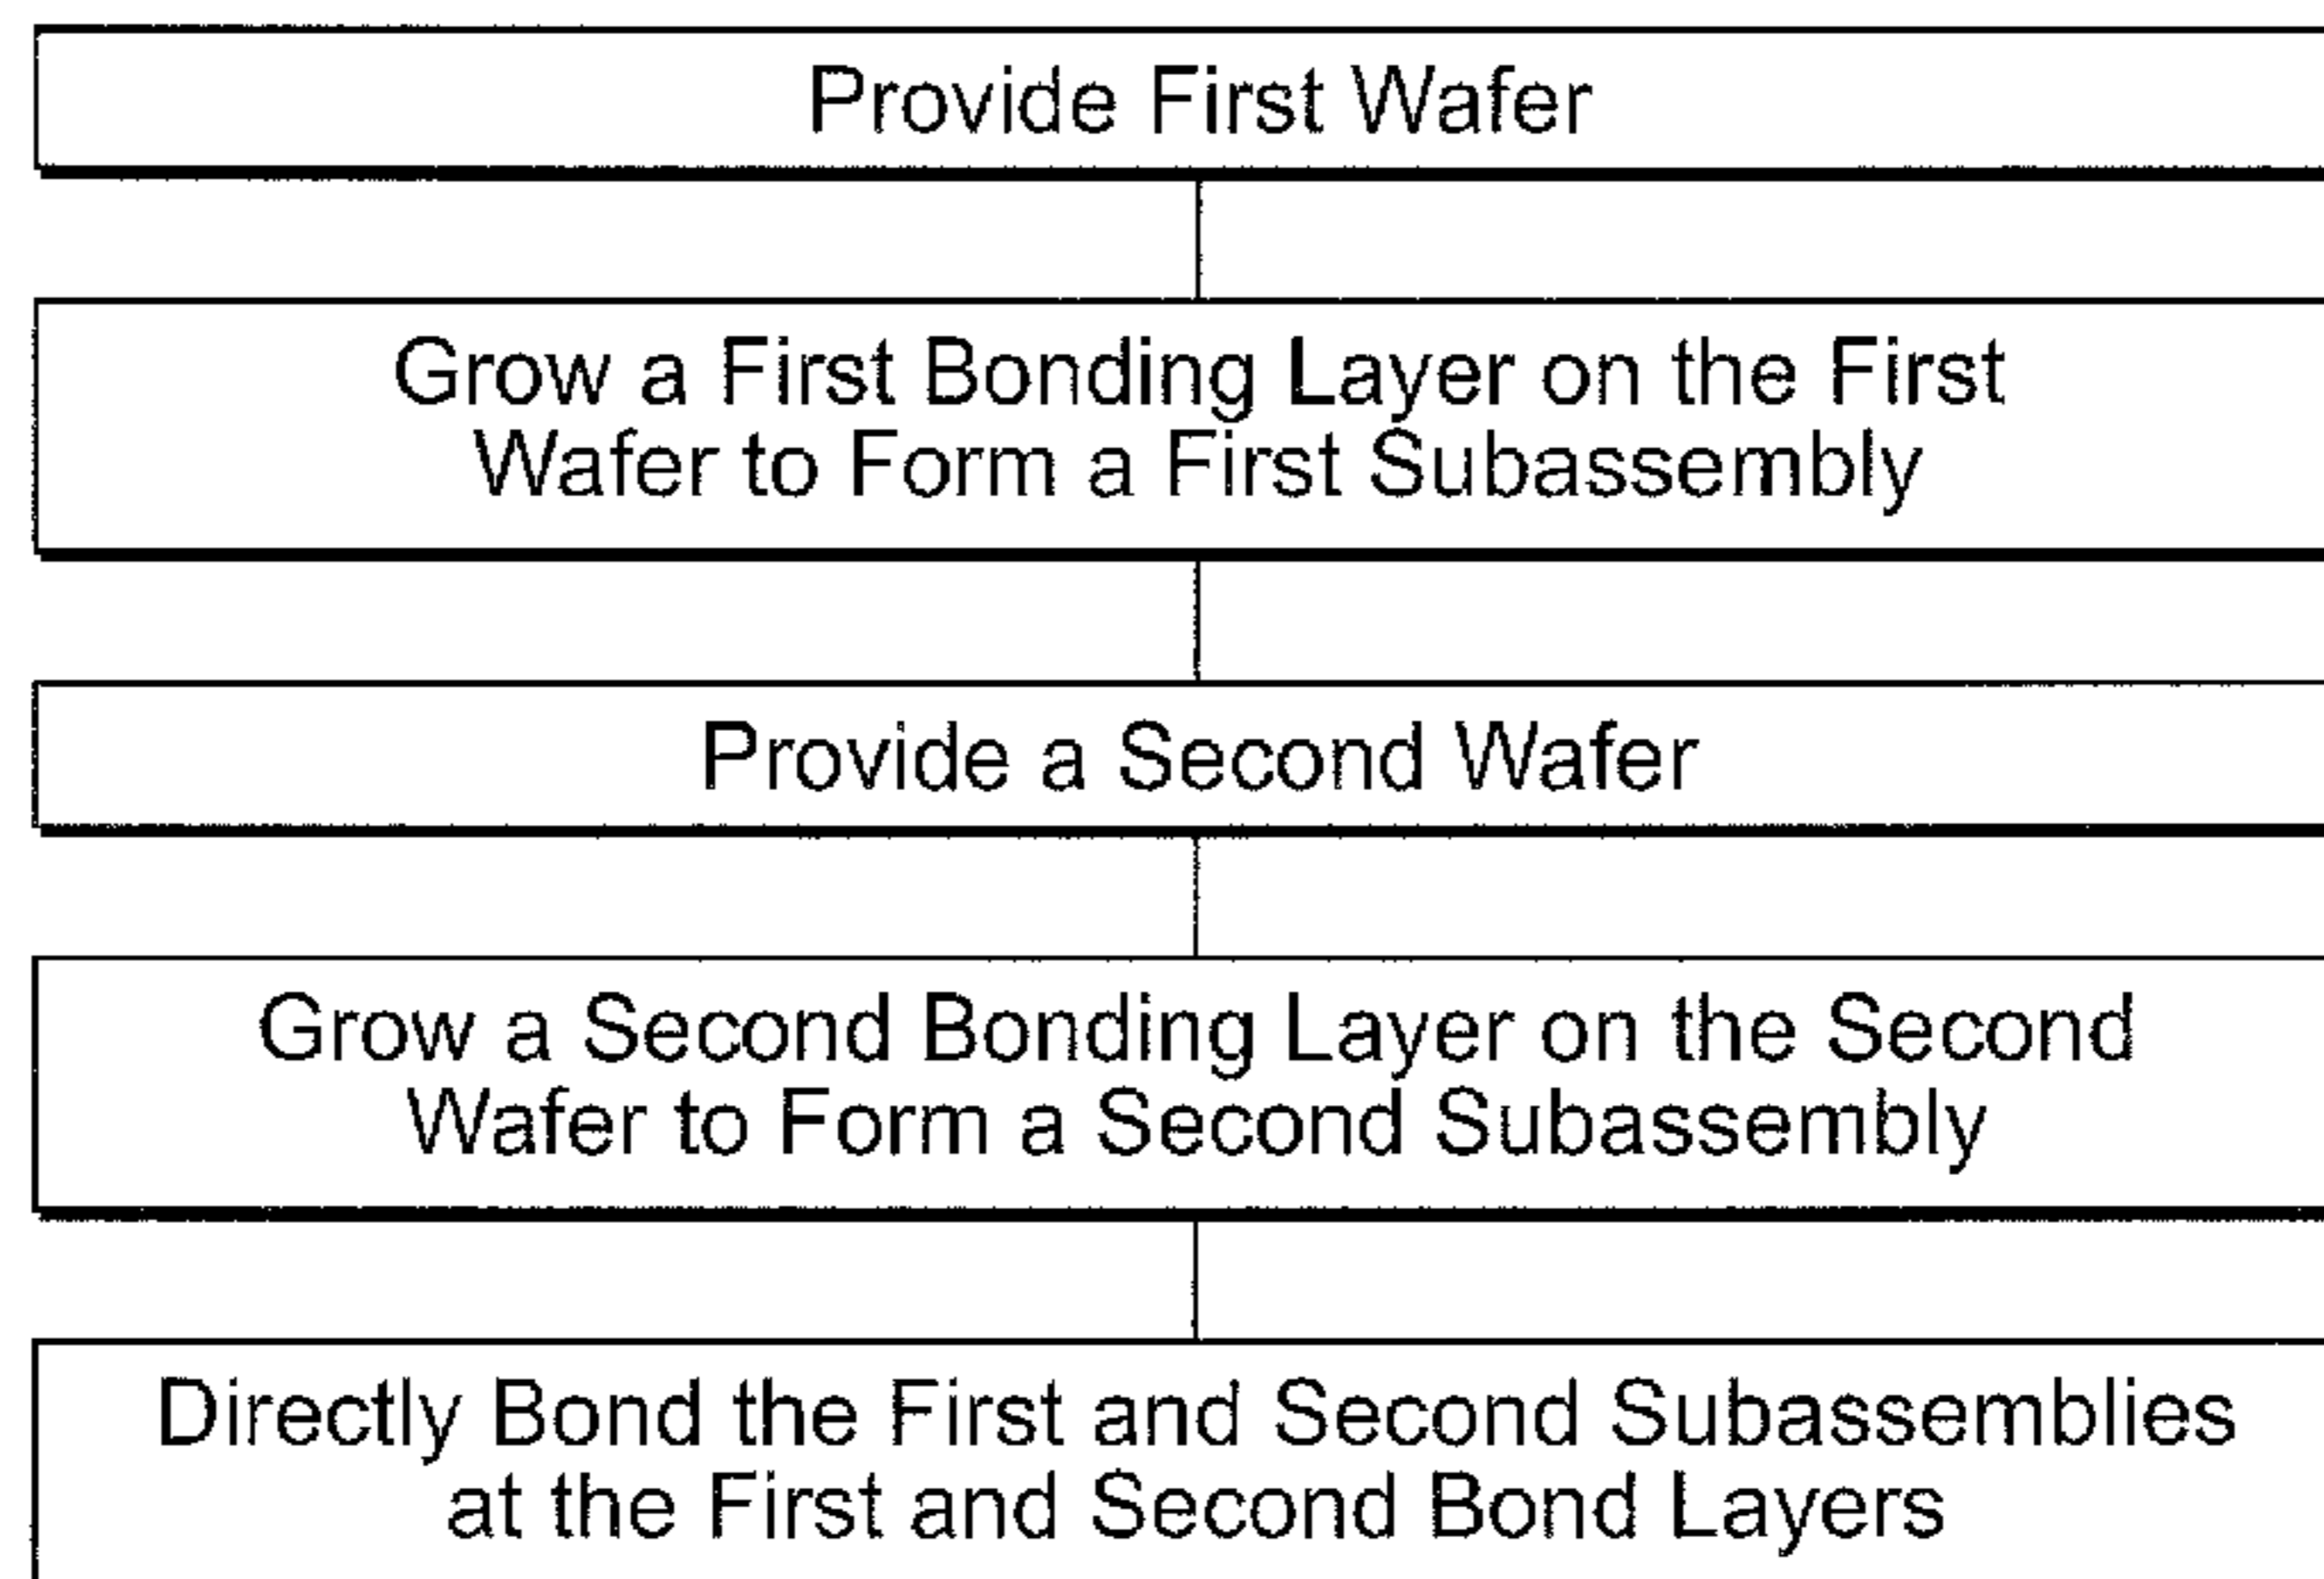 Provide First Wafer
Grow a First Bonding Layer on the First
Wafer to Form a First Subassembly
Provide a Second Wafer
Grow a Second Bonding Layer on the Second
Wafer to Form a Second Subassembly
Directly Bond the First and Second Subassemblies
at the First and Second Bond Layers